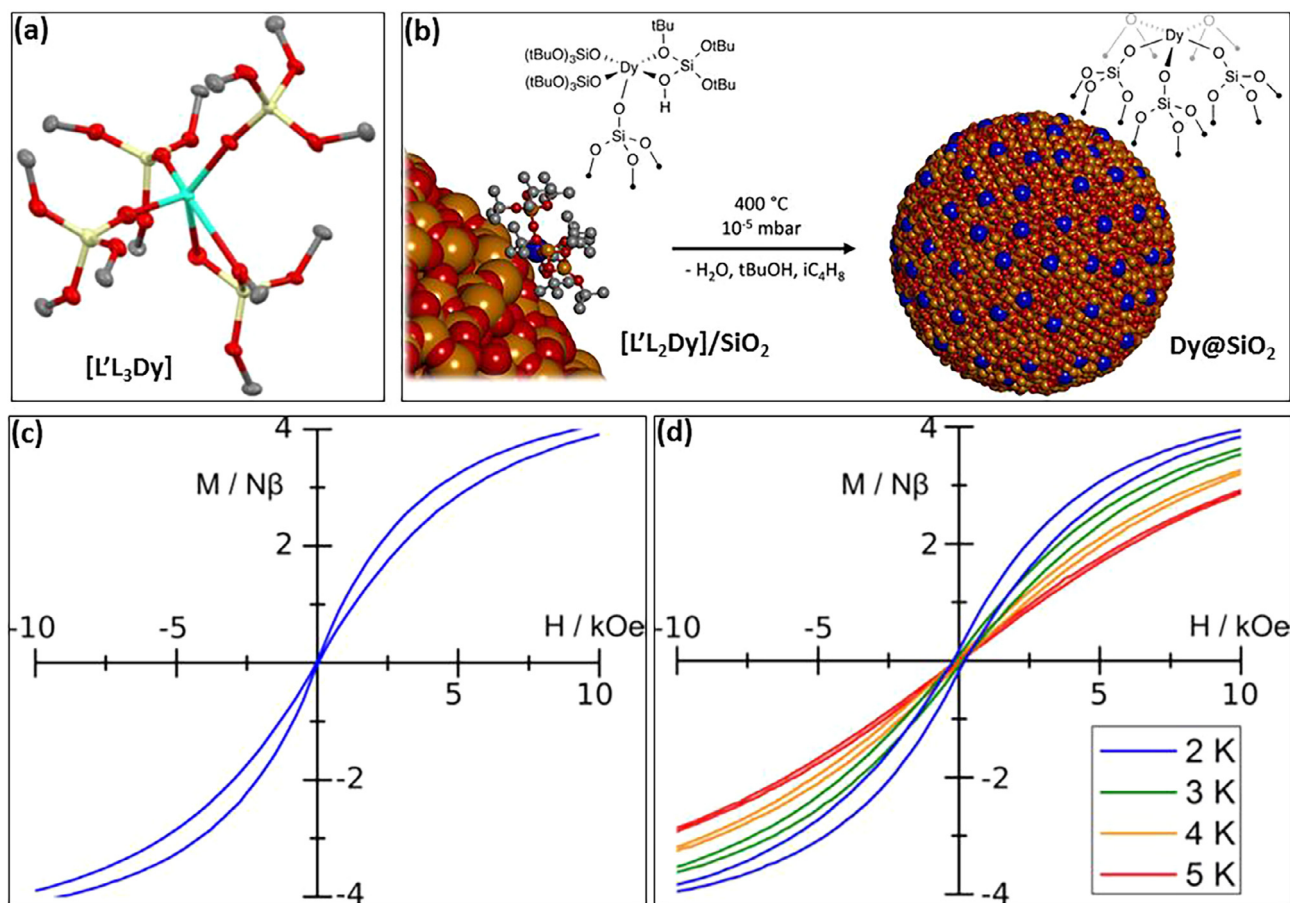 (a)
[L'L₃Dy]
(b)
tBu
(tBuO)₃SiO
(tBuO)₃SiO
Dy
O
Si
OtBu
OtBu
tBu
O
H
O
Si
O
O
O
[L'L₂Dy]/SiO₂
400 °C
10⁻⁵ mbar
- H₂O, tBuOH, iC₄H₈
O
O
Dy
O
O
O
Si
Si
Si
O
O
O
O
O
O
O
O
O
Dy@SiO₂
(c)
4
M / Nβ
2
-10
-5
H / kOe
5
10
-2
-4
(d)
4
M / Nβ
2
-10
-5
H / kOe
5
10
-2
-4
2 K
3 K
4 K
5 K